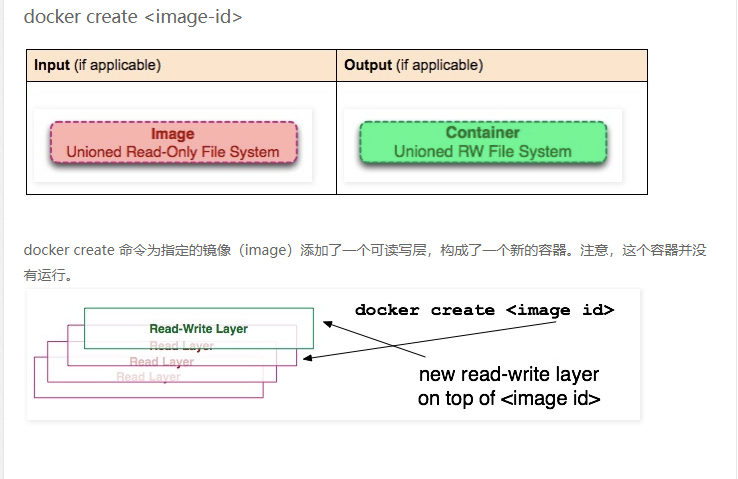 docker create <image-id>
Input (if applicable)
Output (if applicable)
Image
Unioned Read-Only File System
Container
Unioned RW File System
docker create 命令为指定的镜像（image）添加了一个可读写层，构成了一个新的容器。注意，这个容器并没
有运行。
docker create <image id>
Read-Write Layer
Read Layer
Read Layer
Read Layer
new read-write layer
on top of <image id>